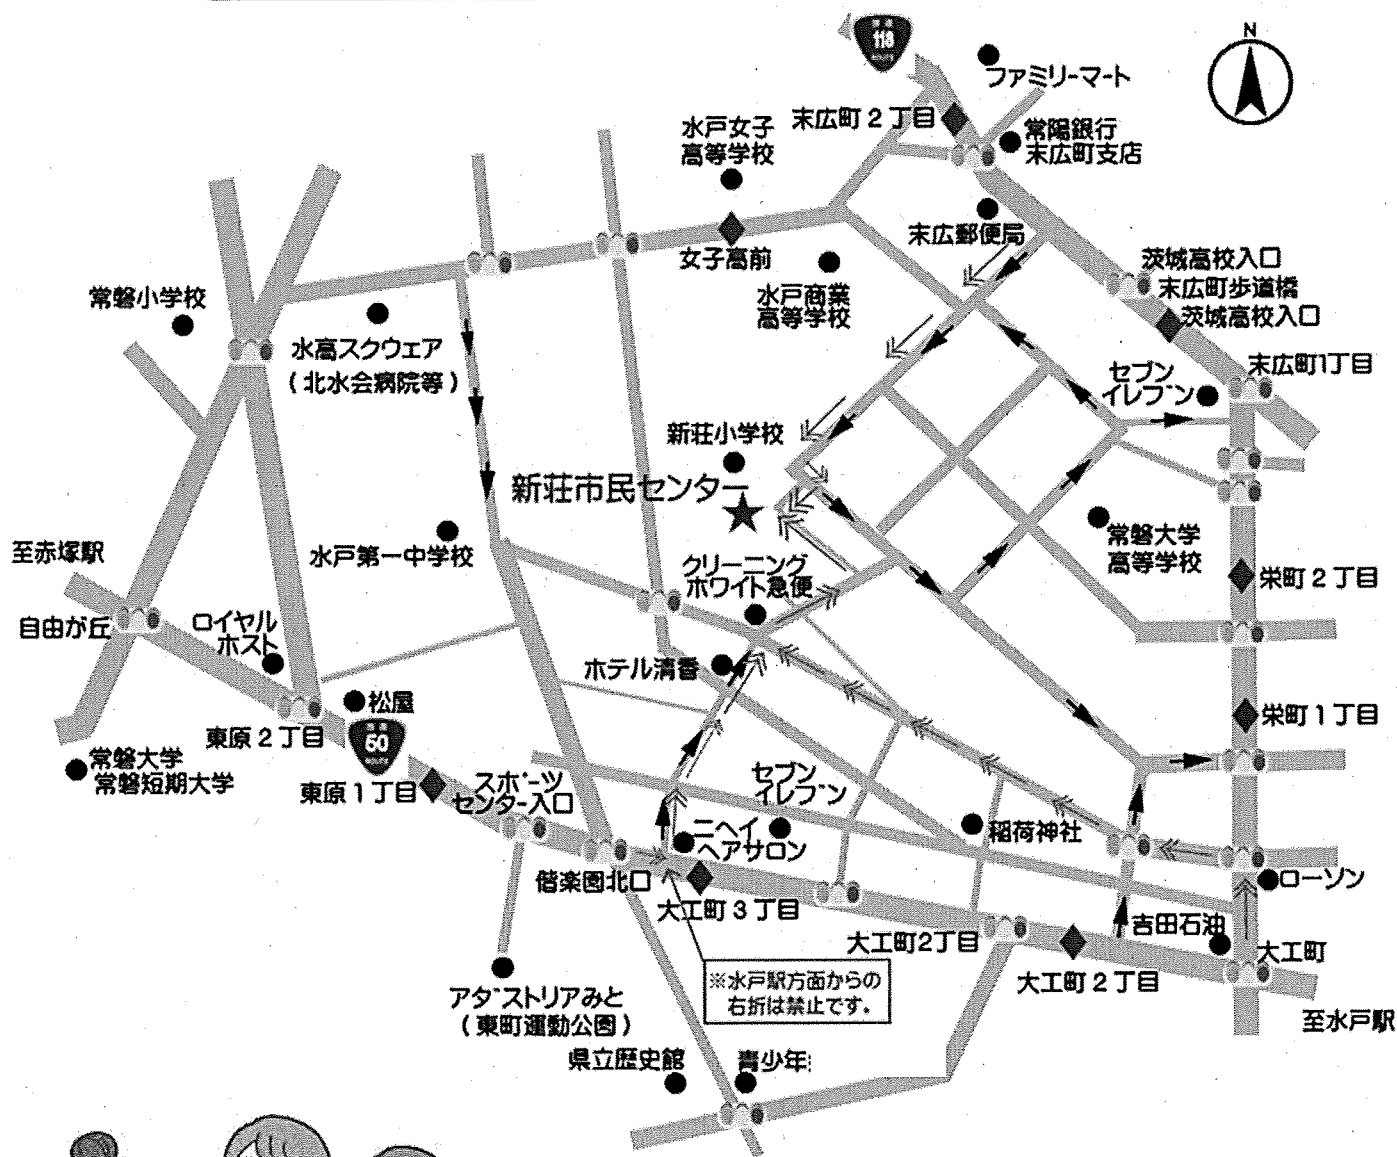 118
N
ファミリーマート
末広町2丁目
常陽銀行
末広町支店
水戸女子
高等学校
末広郵便局
女子高前
茨城高校入口
末広町歩道橋
茨城高校入口
常磐小学校
水戸商業
高等学校
水高スクウェア
(北水会病院等)
セブン
イレブン
末広町1丁目
新荘小学校
新荘市民センター
水戸第一中学校
常磐大学
高等学校
至赤塚駅
クリーニング
ホワイト急便
栄町2丁目
自由が丘
ロイヤル
ホスト
ホテル清香
松屋
栄町1丁目
東原2丁目
50
常磐大学
常磐短期大学
東原1丁目
スポーツ
センター入口
セブン
イレブン
ニヘイ
ヘアサロン
稲荷神社
偕楽園北口
大工町3丁目
ローソン
吉田石油
大工町2丁目
大工町
大工町2丁目
※水戸駅方面からの
右折は禁止です。
アダストリアみと
(東町運動公園)
至水戸駅
県立歴史館
青少年